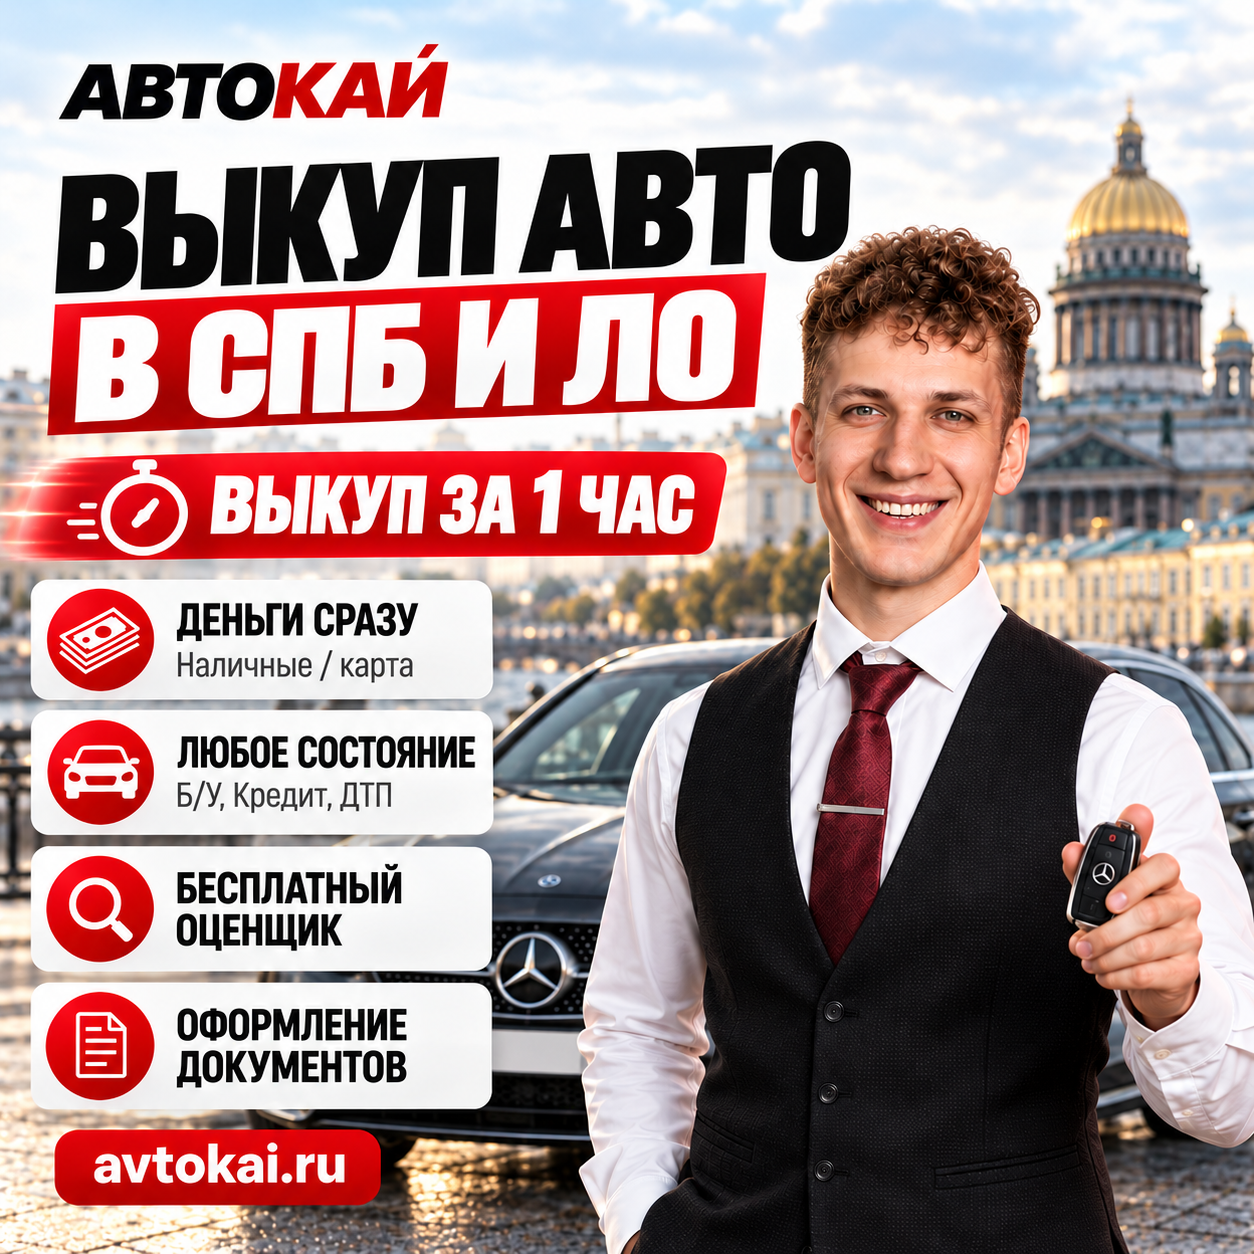 АВТОКАЙ
ВЫКУП АВТО
В СПБ И ЛО
ВЫКУП ЗА 1 ЧАС
ДЕНЬГИ СРАЗУ
Наличные / карта
ЛЮБОЕ СОСТОЯНИЕ
Б/У, Кредит, ДТП
БЕСПЛАТНЫЙ
ОЦЕНЩИК
ОФОРМЛЕНИЕ
ДОКУМЕНТОВ
avtokai.ru